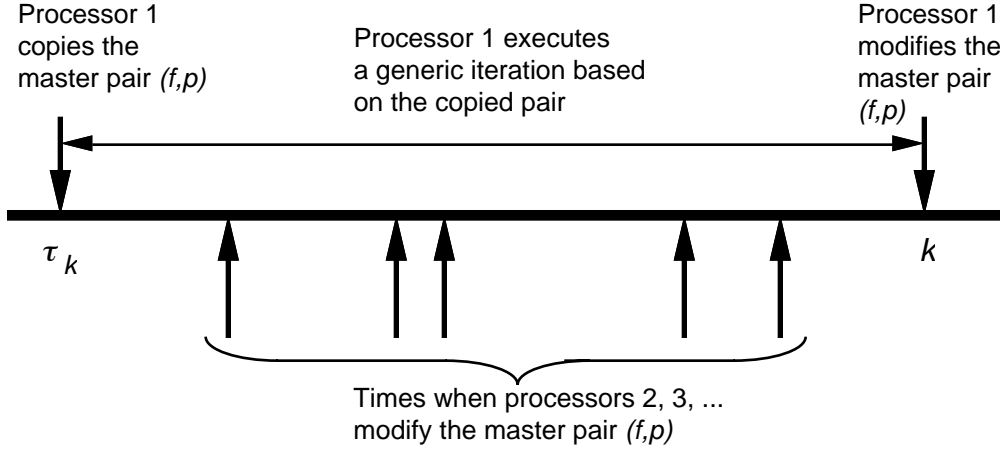 Processor 1
copies the
master pair (f,p)
Processor 1 executes
a generic iteration based
on the copied pair
Processor 1
modifies the
master pair
(f,p)
τ k
k
Times when processors 2, 3, ...
modify the master pair (f,p)